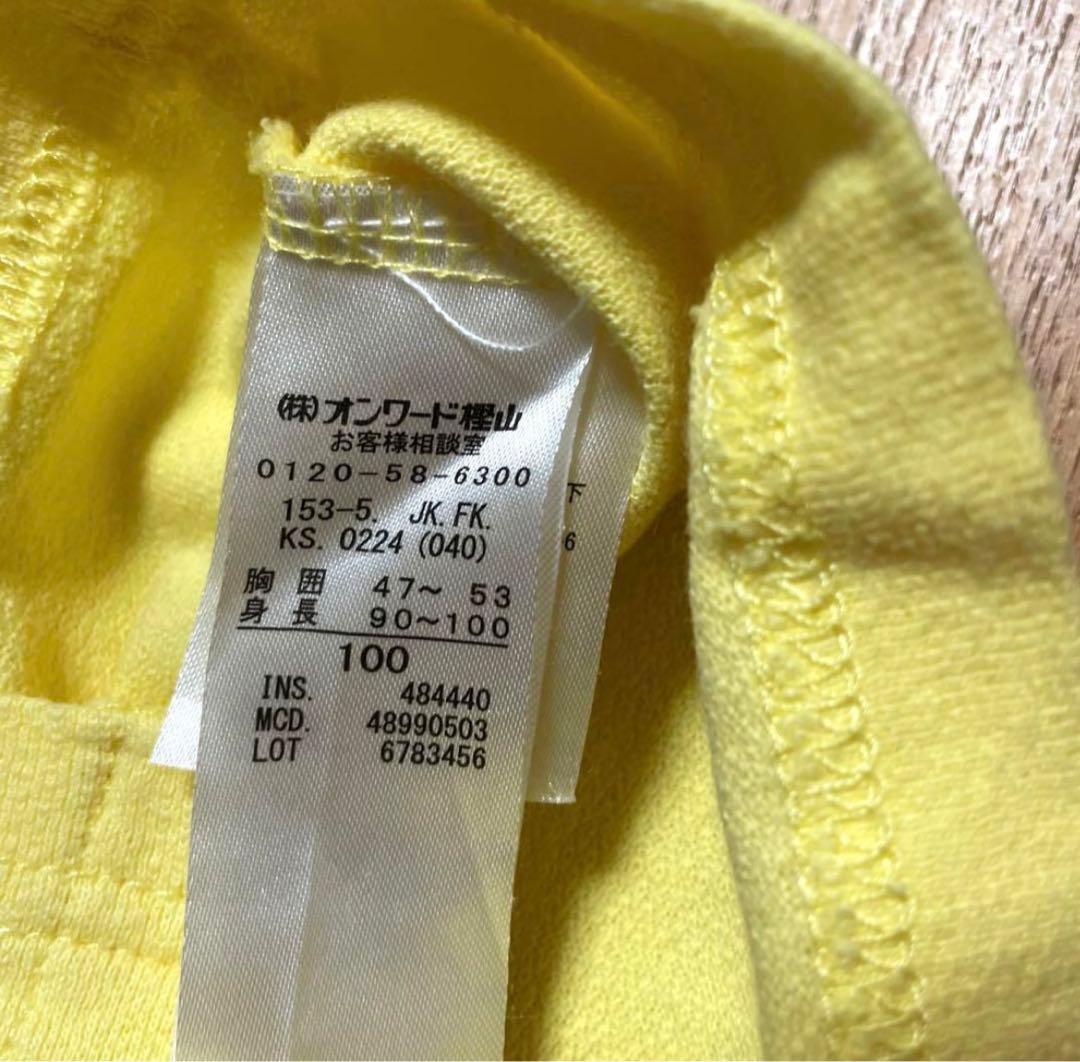 (株)オンワード樫山
お客様相談室
0120-58-6300
153-5. JK.FK.
KS. 0224 (040)
胸 囲 47～ 53
身 長 90～100
100
INS. 484440
MCD. 48990503
LOT 6783456
下
6